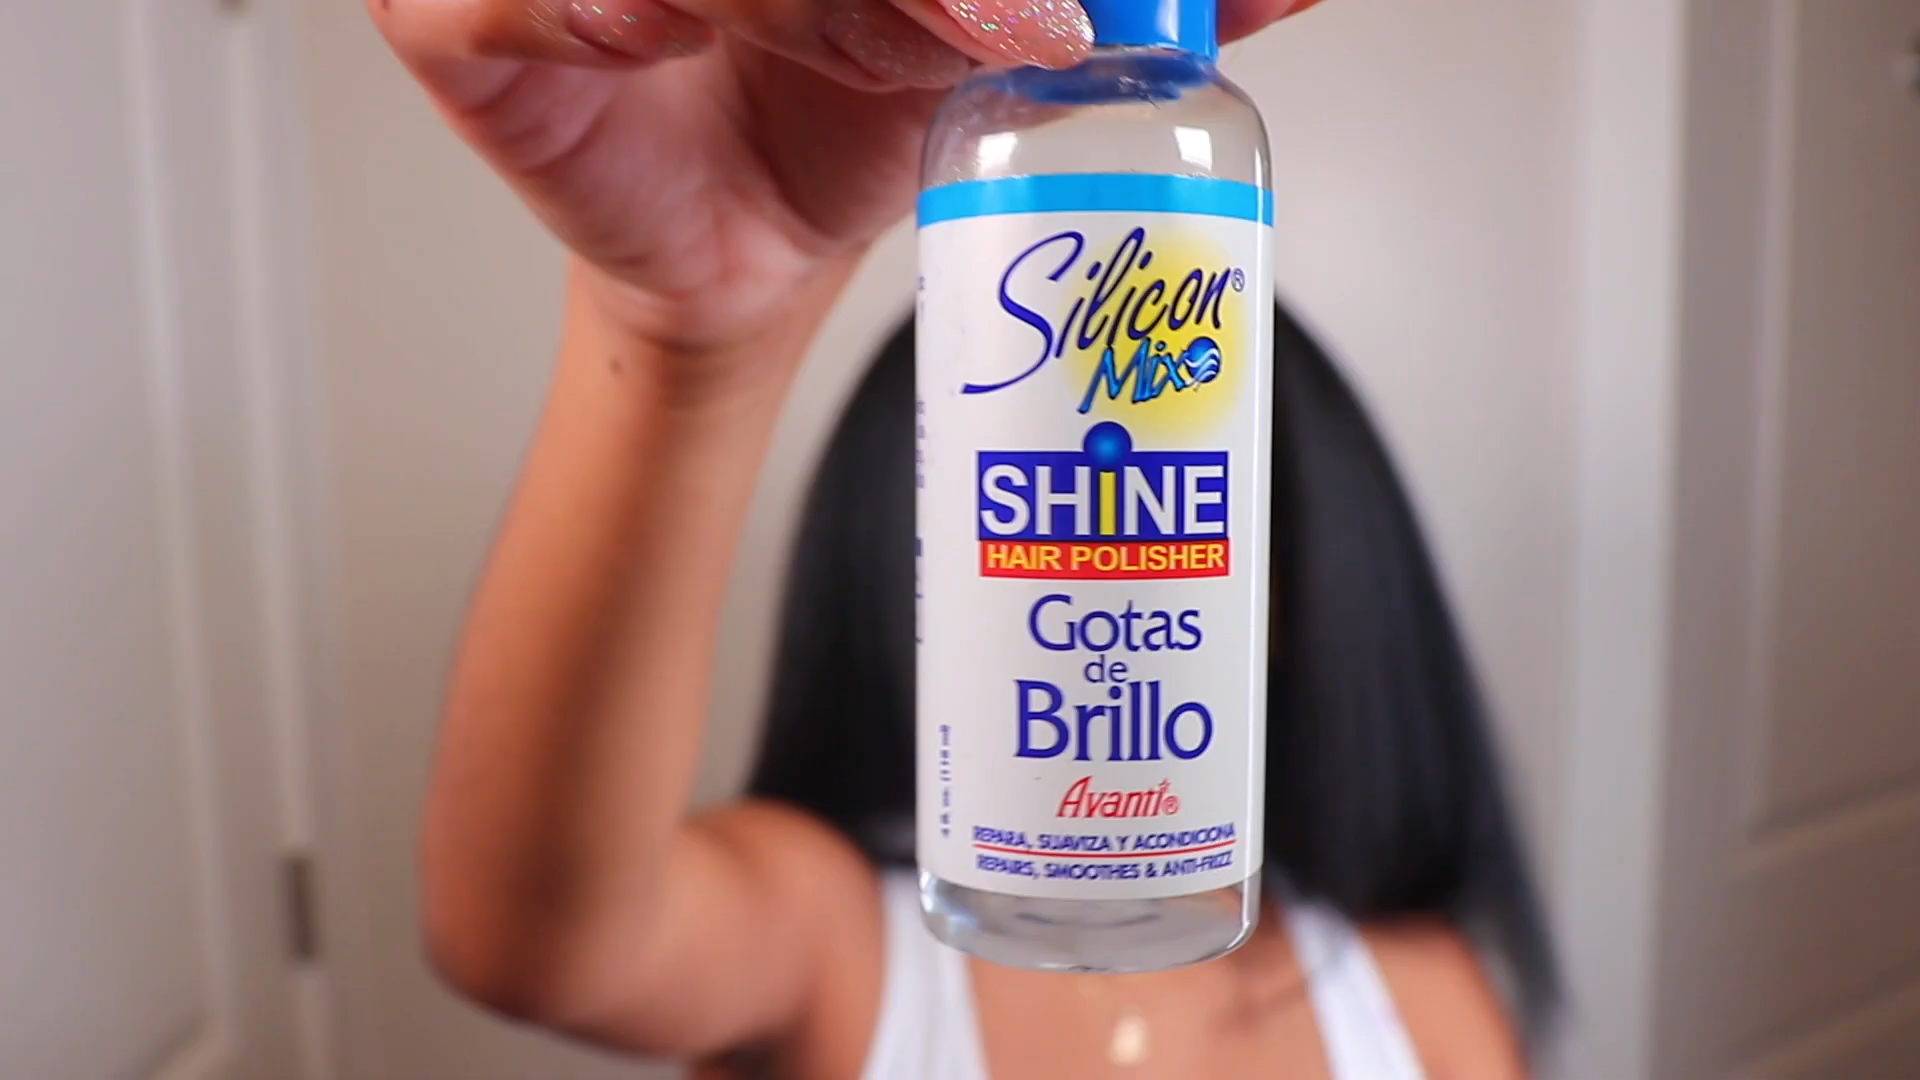 Silicon®
Mix
SHiNE
HAIR POLISHER
Gotas
de
Brillo
Avanti®
REPARA, SUAVIZA Y ACONDICIONA
REPAIRS, SMOOTHES & ANTI-FRIZZ